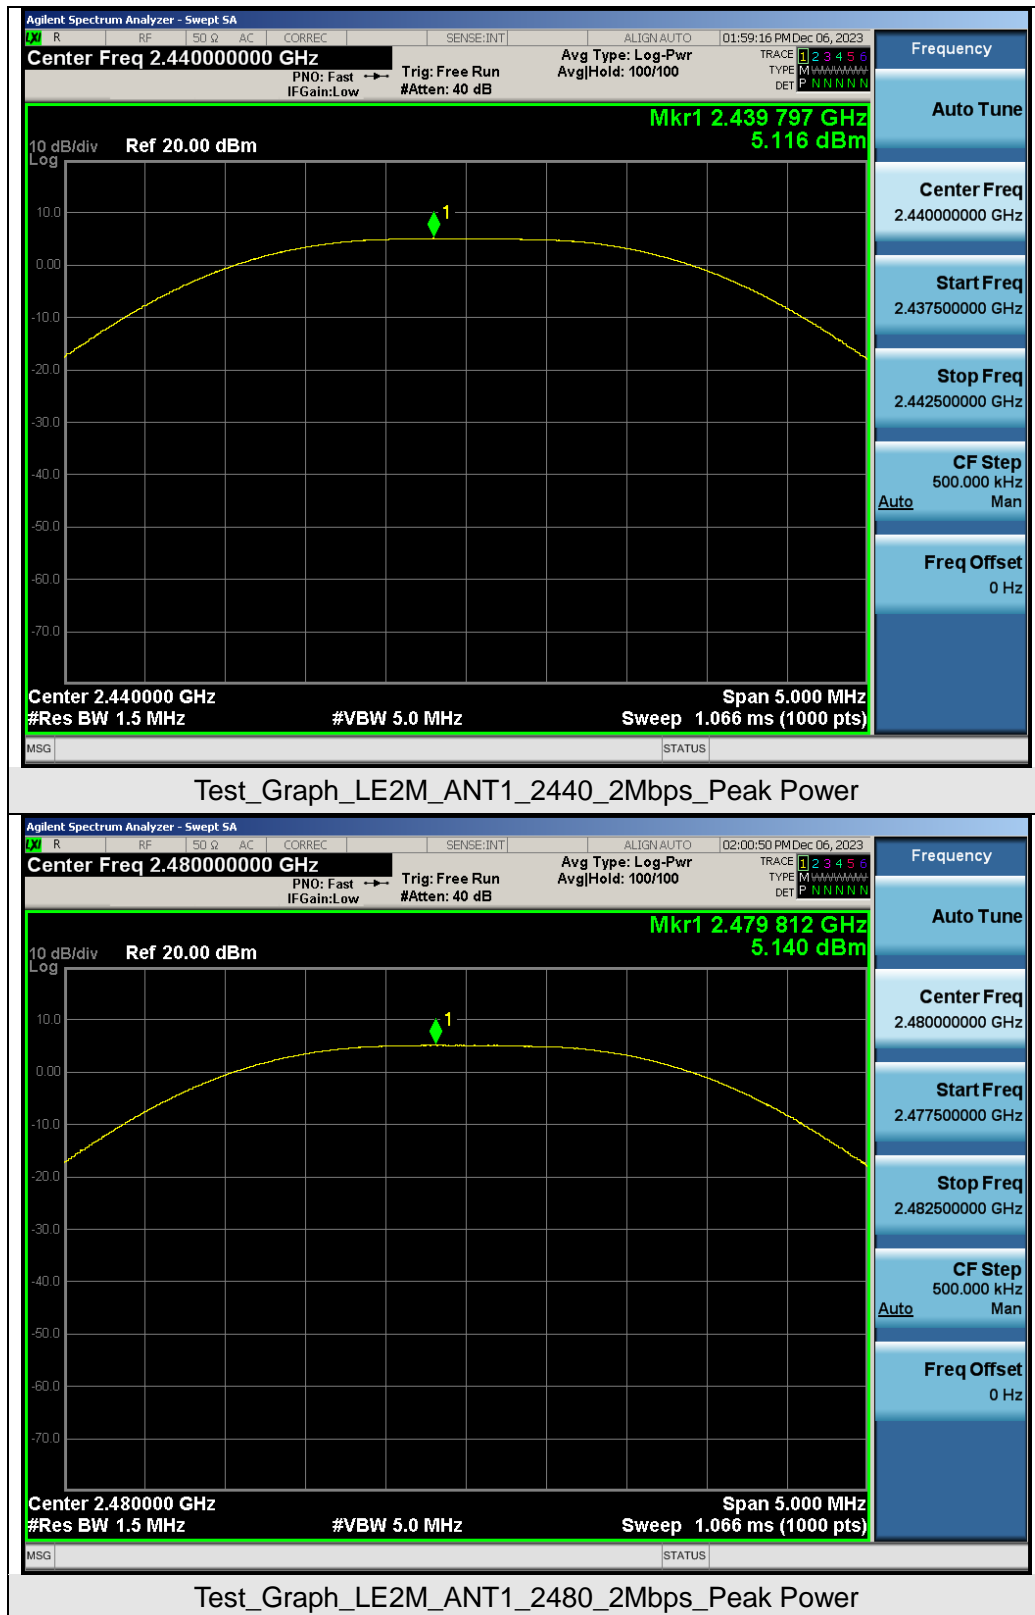 Agilent Spectrum Analyzer - Swept SA
LXI R RF 50 Ω AC CORREC SENSE:INT ALIGN AUTO 01:59:16 PM Dec 06, 2023
Center Freq 2.440000000 GHz
PNO: Fast
IFGain:Low
Trig: Free Run
#Atten: 40 dB
Avg Type: Log-Pwr
Avg|Hold: 100/100
TRACE 1 2 3 4 5 6
TYPE M
DET P N N N N N
Mkr1 2.439 797 GHz
5.116 dBm
10 dB/div Ref 20.00 dBm
Log
1
10.0
0.00
-10.0
-20.0
-30.0
-40.0
-50.0
-60.0
-70.0
Center 2.440000 GHz Span 5.000 MHz
#Res BW 1.5 MHz #VBW 5.0 MHz Sweep 1.066 ms (1000 pts)
MSG STATUS
Frequency
Auto Tune
Center Freq
2.440000000 GHz
Start Freq
2.437500000 GHz
Stop Freq
2.442500000 GHz
CF Step
500.000 kHz
Auto Man
Freq Offset
0 Hz
Test_Graph_LE2M_ANT1_2440_2Mbps_Peak Power
Agilent Spectrum Analyzer - Swept SA
LXI R RF 50 Ω AC CORREC SENSE:INT ALIGN AUTO 02:00:50 PM Dec 06, 2023
Center Freq 2.480000000 GHz
PNO: Fast
IFGain:Low
Trig: Free Run
#Atten: 40 dB
Avg Type: Log-Pwr
Avg|Hold: 100/100
TRACE 1 2 3 4 5 6
TYPE M
DET P N N N N N
Mkr1 2.479 812 GHz
5.140 dBm
10 dB/div Ref 20.00 dBm
Log
1
10.0
0.00
-10.0
-20.0
-30.0
-40.0
-50.0
-60.0
-70.0
Center 2.480000 GHz Span 5.000 MHz
#Res BW 1.5 MHz #VBW 5.0 MHz Sweep 1.066 ms (1000 pts)
MSG STATUS
Frequency
Auto Tune
Center Freq
2.480000000 GHz
Start Freq
2.477500000 GHz
Stop Freq
2.482500000 GHz
CF Step
500.000 kHz
Auto Man
Freq Offset
0 Hz
Test_Graph_LE2M_ANT1_2480_2Mbps_Peak Power